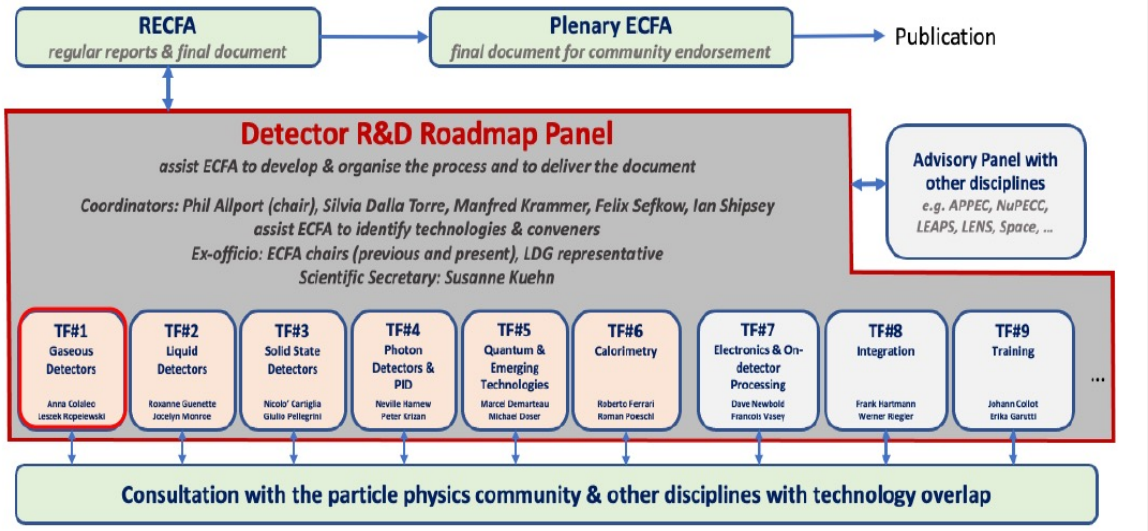 RECFA
regular reports & final document
Plenary ECFA
final document for community endorsement
Publication
Detector R&D Roadmap Panel
assist ECFA to develop & organise the process and to deliver the document
Coordinators: Phil Allport (chair), Silvia Dalla Torre, Manfred Krammer, Felix Sefkow, Ian Shipsey
assist ECFA to identify technologies & conveners
Ex-officio: ECFA chairs (previous and present), LDG representative
Scientific Secretary: Susanne Kuehn
Advisory Panel with
other disciplines
e.g. APPEC, NuPECC,
LEAPS, LENS, Space, ...
TF#1
Gaseous
Detectors
Anna Colaleo
Leszek Ropelewski
TF#2
Liquid
Detectors
Roxanne Guenette
Jocelyn Monroe
TF#3
Solid State
Detectors
Nicolo' Cartiglia
Giulio Pellegrini
TF#4
Photon
Detectors &
PID
Neville Harnew
Peter Krizan
TF#5
Quantum &
Emerging
Technologies
Marcel Demarteau
Michael Doser
TF#6
Calorimetry
Roberto Ferrari
Roman Poeschl
TF#7
Electronics & On-
detector
Processing
Dave Newbold
Francois Vasey
TF#8
Integration
Frank Hartmann
Werner Riegler
TF#9
Training
Johann Collot
Erika Garutti
...
Consultation with the particle physics community & other disciplines with technology overlap